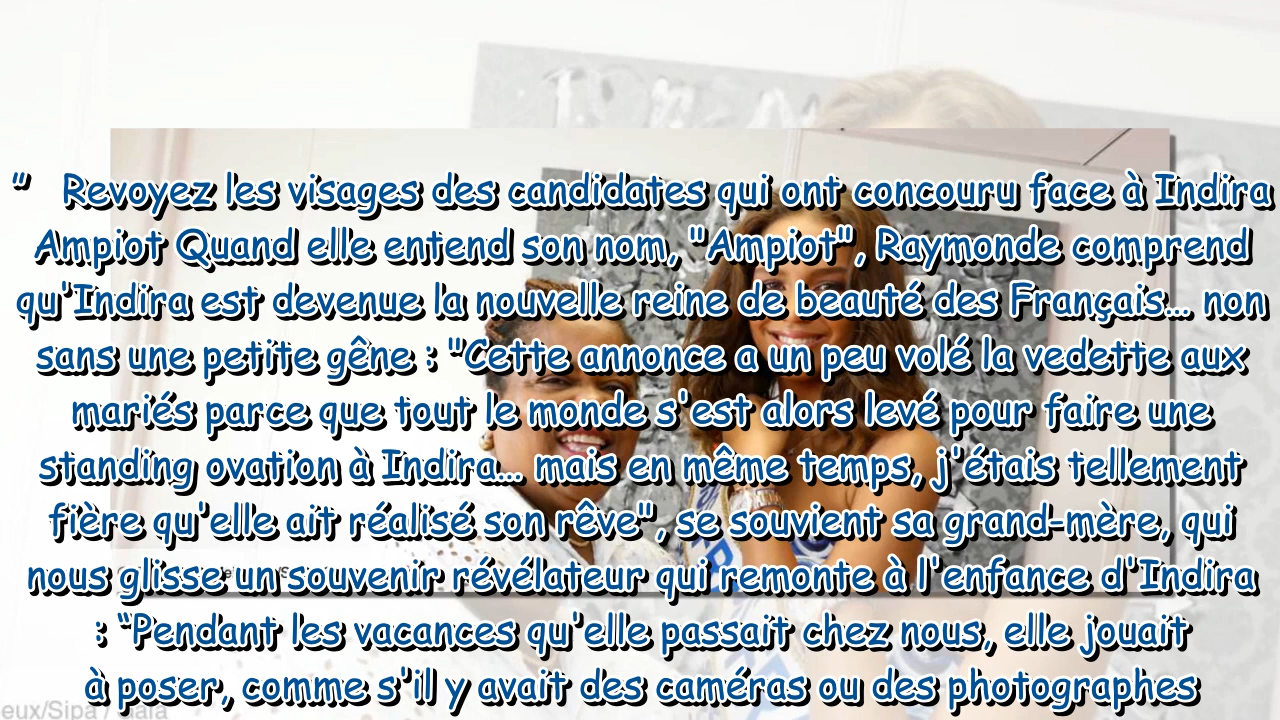 " Revoyez les visages des candidates qui ont concouru face à Indira
Ampiot Quand elle entend son nom, "Ampiot", Raymonde comprend
qu'Indira est devenue la nouvelle reine de beauté des Français... non
sans une petite gêne : "Cette annonce a un peu volé la vedette aux
mariés parce que tout le monde s'est alors levé pour faire une
standing ovation à Indira... mais en même temps, j'étais tellement
fière qu'elle ait réalisé son rêve", se souvient sa grand-mère, qui
nous glisse un souvenir révélateur qui remonte à l'enfance d'Indira
: “Pendant les vacances qu'elle passait chez nous, elle jouait
à poser, comme s'il y avait des caméras ou des photographes
eux/Sipa / Gala